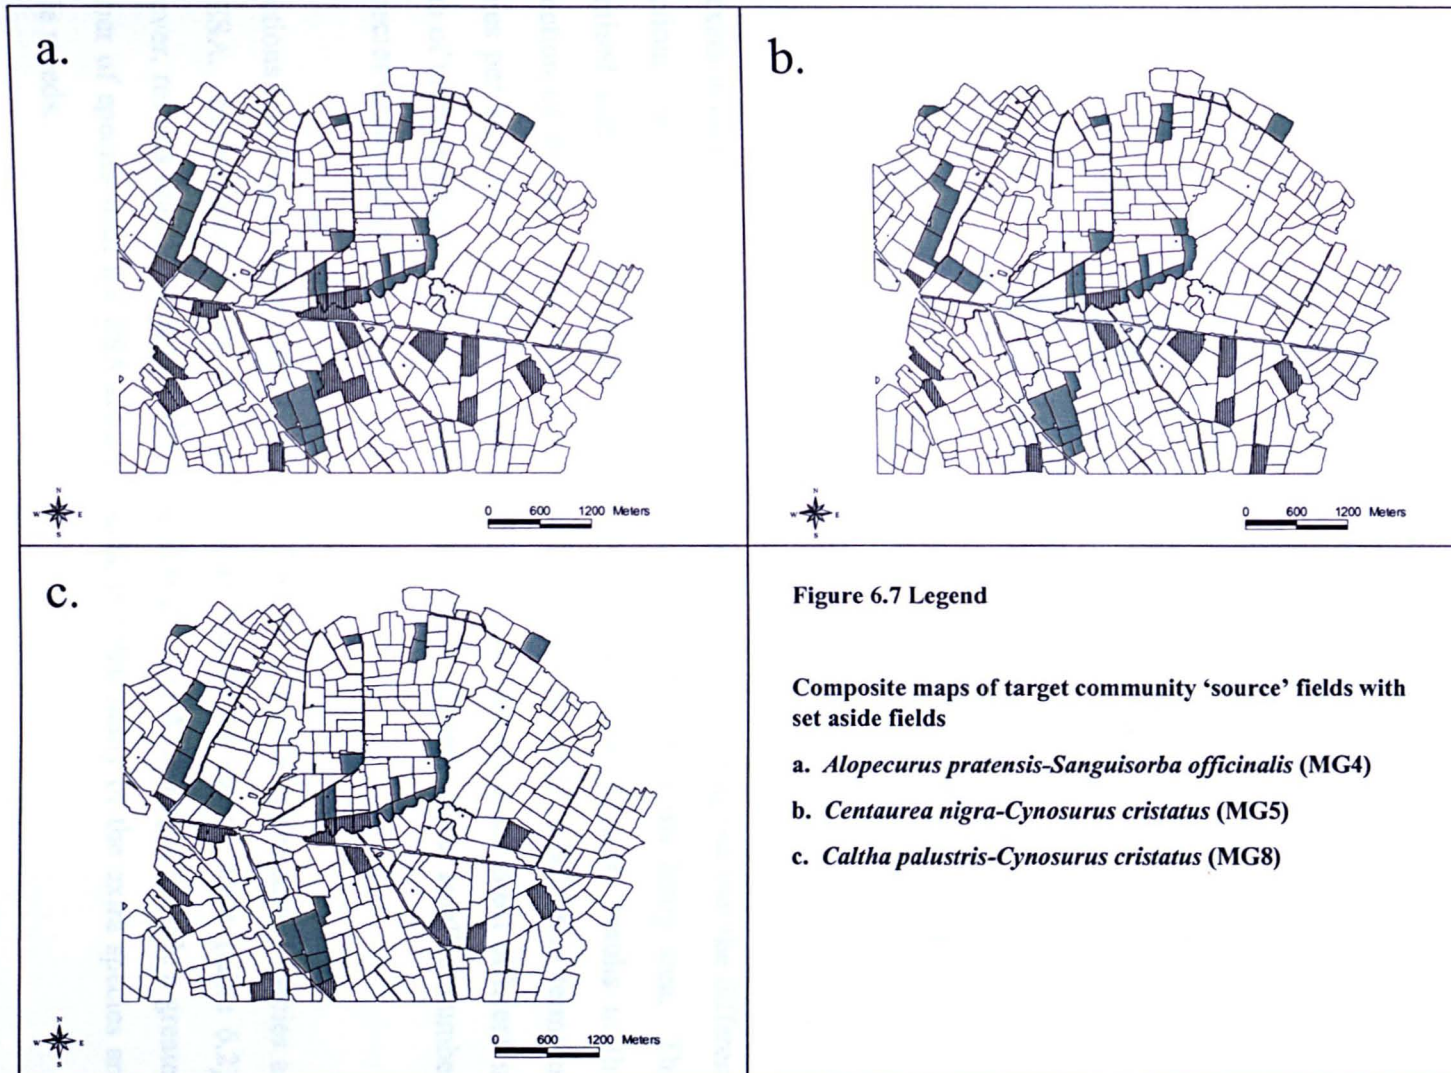 a.
N
W E
S
0 600 1200 Meters
b.
N
W E
S
0 600 1200 Meters
c.
N
W E
S
0 600 1200 Meters
Figure 6.7 Legend
Composite maps of target community ‘source’ fields with
set aside fields
a. Alopecurus pratensis-Sanguisorba officinalis (MG4)
b. Centaurea nigra-Cynosurus cristatus (MG5)
c. Caltha palustris-Cynosurus cristatus (MG8)